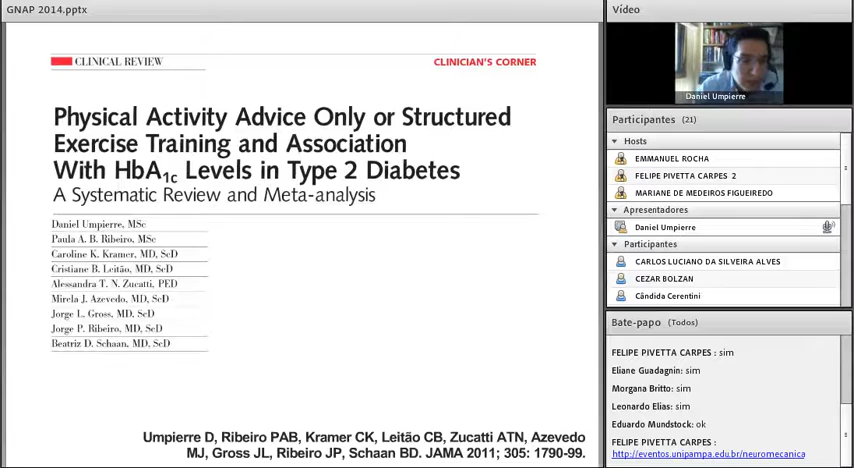 GNAP 2014.pptx
CLINICAL REVIEW
CLINICIAN'S CORNER
Physical Activity Advice Only or Structured
Exercise Training and Association
With HbA1c Levels in Type 2 Diabetes
A Systematic Review and Meta-analysis
Daniel Umpierre, MSc
Paula A. B. Ribeiro, MSc
Caroline K. Kramer, MD, ScD
Cristiane B. Leitão, MD, ScD
Alessandra T. N. Zucatti, PED
Mirela J. Azevedo, MD, ScD
Jorge L. Gross, MD, ScD
Jorge P. Ribeiro, MD, ScD
Beatriz D. Schaan, MD, ScD
Umpierre D, Ribeiro PAB, Kramer CK, Leitão CB, Zucatti ATN, Azevedo
MJ, Gross JL, Ribeiro JP, Schaan BD. JAMA 2011; 305: 1790-99.
Vídeo
Daniel Umpierre
Participantes (21)
Hosts
EMMANUEL ROCHA
FELIPE PIVETTA CARPES 2
MARIANE DE MEDEIROS FIGUEIREDO
Apresentadores
Daniel Umpierre
Participantes
CARLOS LUCIANO DA SILVEIRA ALVES
CEZAR BOLZAN
Cândida Cerentini
Bate-papo (Todos)
FELIPE PIVETTA CARPES : sim
Eliane Guadagnin: sim
Morgana Britto: sim
Leonardo Elias: sim
Eduardo Mundstock: ok
FELIPE PIVETTA CARPES :
http://eventos.unipampa.edu.br/neuromecanica